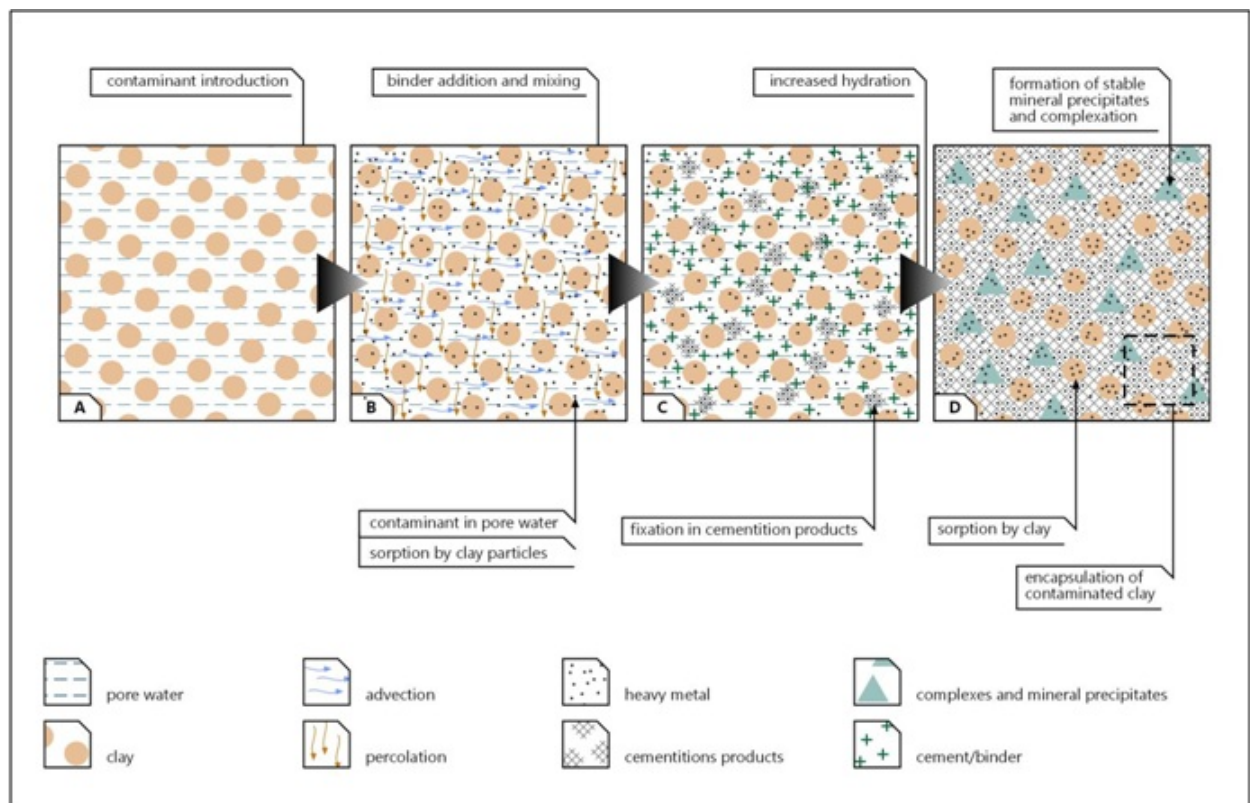 contaminant introduction
binder addition and mixing
increased hydration
formation of stable
mineral precipitates
and complexation
A
B
C
D
contaminant in pore water
sorption by clay particles
fixation in cementition products
sorption by clay
encapsulation of
contaminated clay
pore water
advection
heavy metal
complexes and mineral precipitates
clay
percolation
cementitions products
cement/binder